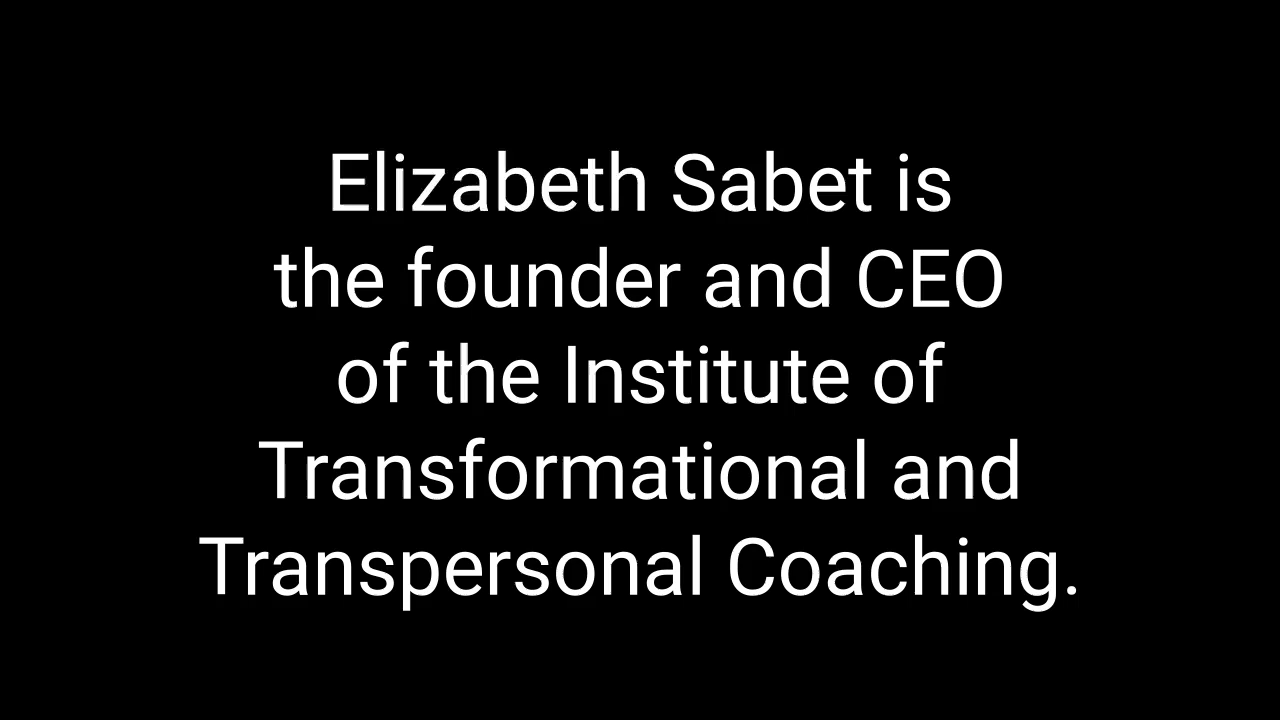 Elizabeth Sabet is
the founder and CEO
of the Institute of
Transformational and
Transpersonal Coaching.